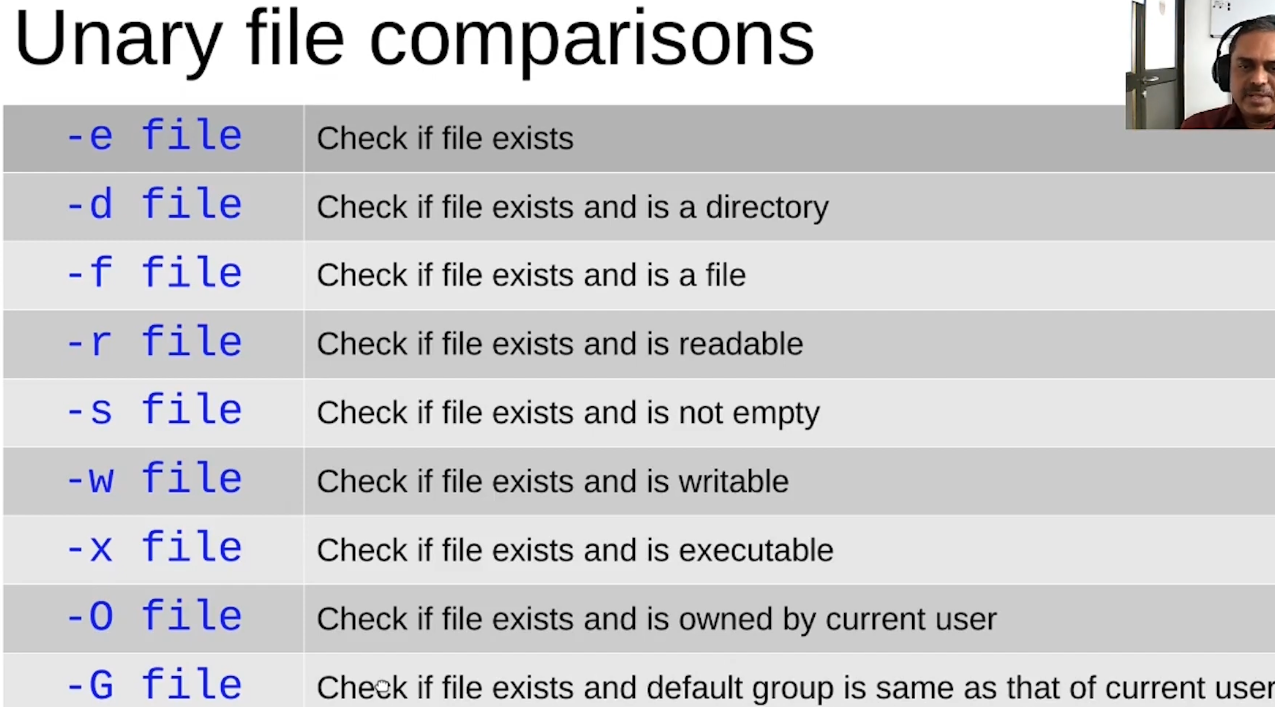 Unary file comparisons
-e file Check if file exists
-d file Check if file exists and is a directory
-f file Check if file exists and is a file
-r file Check if file exists and is readable
-s file Check if file exists and is not empty
-w file Check if file exists and is writable
-x file Check if file exists and is executable
-O file Check if file exists and is owned by current user
-G file Check if file exists and default group is same as that of current user